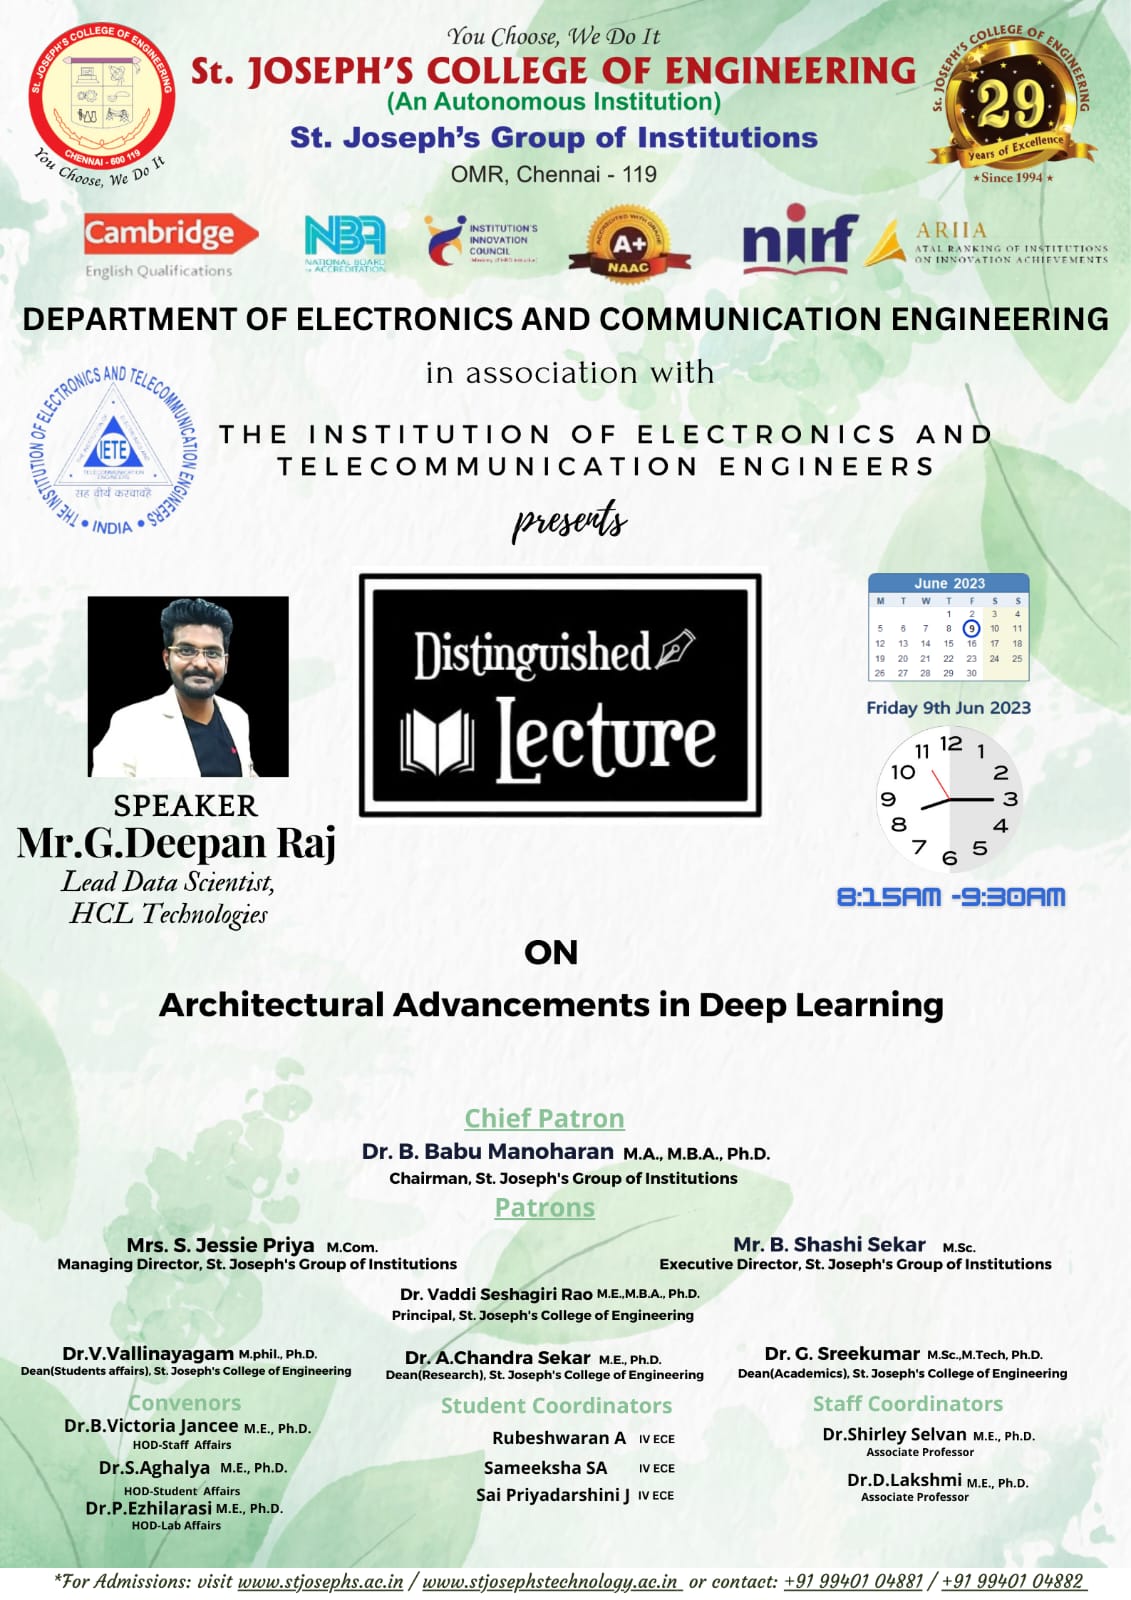 You Choose, We Do It
St. JOSEPH'S COLLEGE OF ENGINEERING
(An Autonomous Institution)
St. Joseph's Group of Institutions
OMR, Chennai - 119
St. JOSEPH'S COLLEGE OF ENGINEERING
CHENNAI - 600 119
You Choose, We Do It
St. JOSEPH'S COLLEGE OF ENGINEERING
29
Years of Excellence
★Since 1994★
Cambridge
English Qualifications
NBA
NATIONAL BOARD
of ACCREDITATION
INSTITUTION'S
INNOVATION
COUNCIL
ACCREDITED WITH GRADE
A+
NAAC
nirf
ARIIA
ATAL RANKING OF INSTITUTIONS
ON INNOVATION ACHIEVEMENTS
DEPARTMENT OF ELECTRONICS AND COMMUNICATION ENGINEERING
in association with
THE INSTITUTION OF ELECTRONICS AND TELECOMMUNICATION ENGINEERS
IETE
सह वीर्यं करवावहै
• INDIA •
THE INSTITUTION OF ELECTRONICS AND
TELECOMMUNICATION ENGINEERS
presents
Distinguished
Lecture
June 2023
M T W T F S S
1 2 3 4
5 6 7 8 9 10 11
12 13 14 15 16 17 18
19 20 21 22 23 24 25
26 27 28 29 30
Friday 9th Jun 2023
12 1 2 3 4 5 6 7 8 9 10 11
8:15AM -9:30AM
SPEAKER
Mr.G.Deepan Raj
Lead Data Scientist,
HCL Technologies
ON
Architectural Advancements in Deep Learning
Chief Patron
Dr. B. Babu Manoharan M.A., M.B.A., Ph.D.
Chairman, St. Joseph's Group of Institutions
Patrons
Mrs. S. Jessie Priya M.Com.
Managing Director, St. Joseph's Group of Institutions
Mr. B. Shashi Sekar M.Sc.
Executive Director, St. Joseph's Group of Institutions
Dr. Vaddi Seshagiri Rao M.E.,M.B.A., Ph.D.
Principal, St. Joseph's College of Engineering
Dr.V.Vallinayagam M.phil., Ph.D.
Dean(Students affairs), St. Joseph's College of Engineering
Dr. A.Chandra Sekar M.E., Ph.D.
Dean(Research), St. Joseph's College of Engineering
Dr. G. Sreekumar M.Sc.,M.Tech, Ph.D.
Dean(Academics), St. Joseph's College of Engineering
Convenors
Dr.B.Victoria Jancee M.E., Ph.D.
HOD-Staff Affairs
Dr.S.Aghalya M.E., Ph.D.
HOD-Student Affairs
Dr.P.Ezhilarasi M.E., Ph.D.
HOD-Lab Affairs
Student Coordinators
Rubeshwaran A IV ECE
Sameeksha SA IV ECE
Sai Priyadarshini J IV ECE
Staff Coordinators
Dr.Shirley Selvan M.E., Ph.D.
Associate Professor
Dr.D.Lakshmi M.E., Ph.D.
Associate Professor
*For Admissions: visit www.stjosephs.ac.in / www.stjosephstechnology.ac.in or contact: +91 99401 04881 / +91 99401 04882